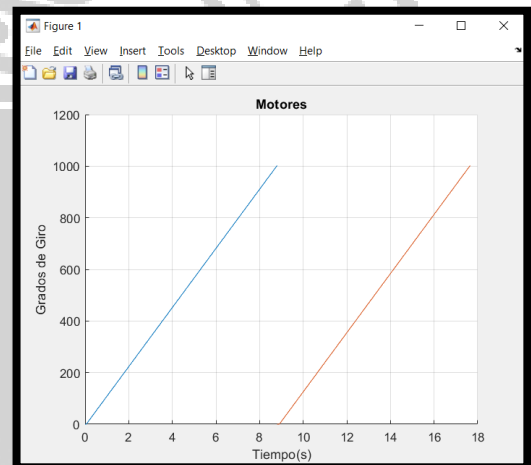 Figure 1
File Edit View Insert Tools Desktop Window Help
Motores
1200
1000
800
600
400
200
0
Grados de Giro
0 2 4 6 8 10 12 14 16 18
Tiempo(s)